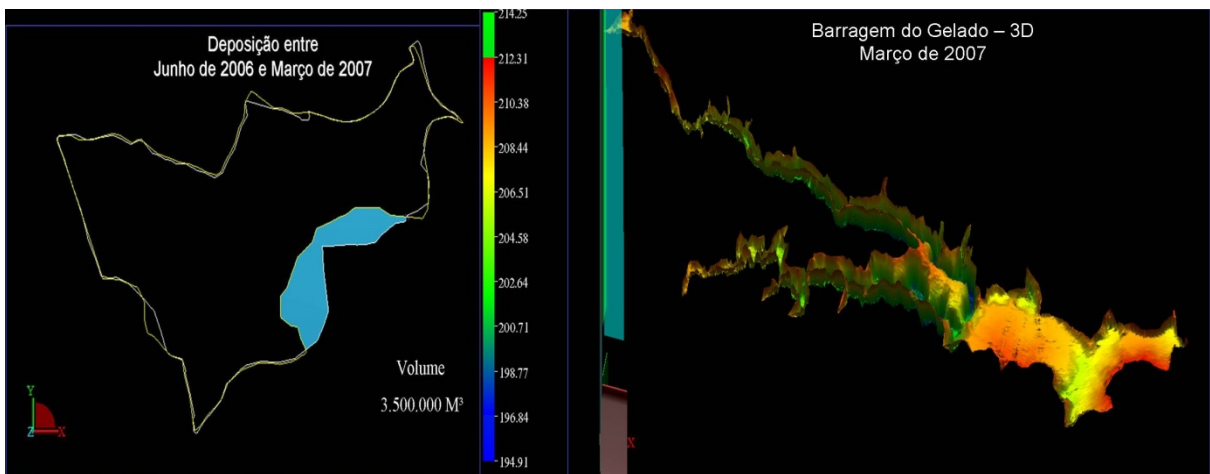 Deposição entre
Junho de 2006 e Março de 2007
Volume
3.500.000 M³
Y
Z
X
214.25
212.31
210.38
208.44
206.51
204.58
202.64
200.71
198.77
196.84
194.91
Barragem do Gelado – 3D
Março de 2007
X